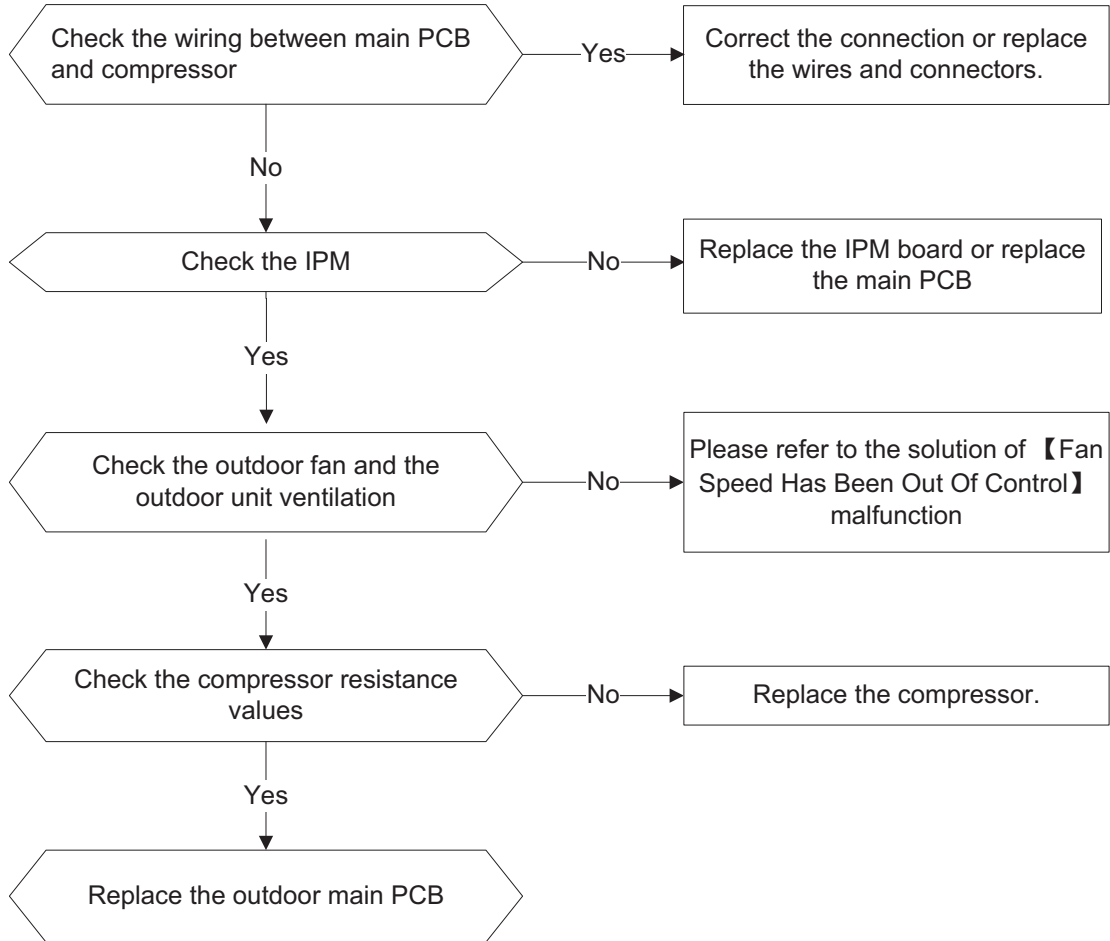 Check the wiring between main PCB
and compressor
Yes
Correct the connection or replace
the wires and connectors.
No
Check the IPM
No
Replace the IPM board or replace
the main PCB
Yes
Check the outdoor fan and the
outdoor unit ventilation
No
Please refer to the solution of 【Fan
Speed Has Been Out Of Control】
malfunction
Yes
Check the compressor resistance
values
No
Replace the compressor.
Yes
Replace the outdoor main PCB